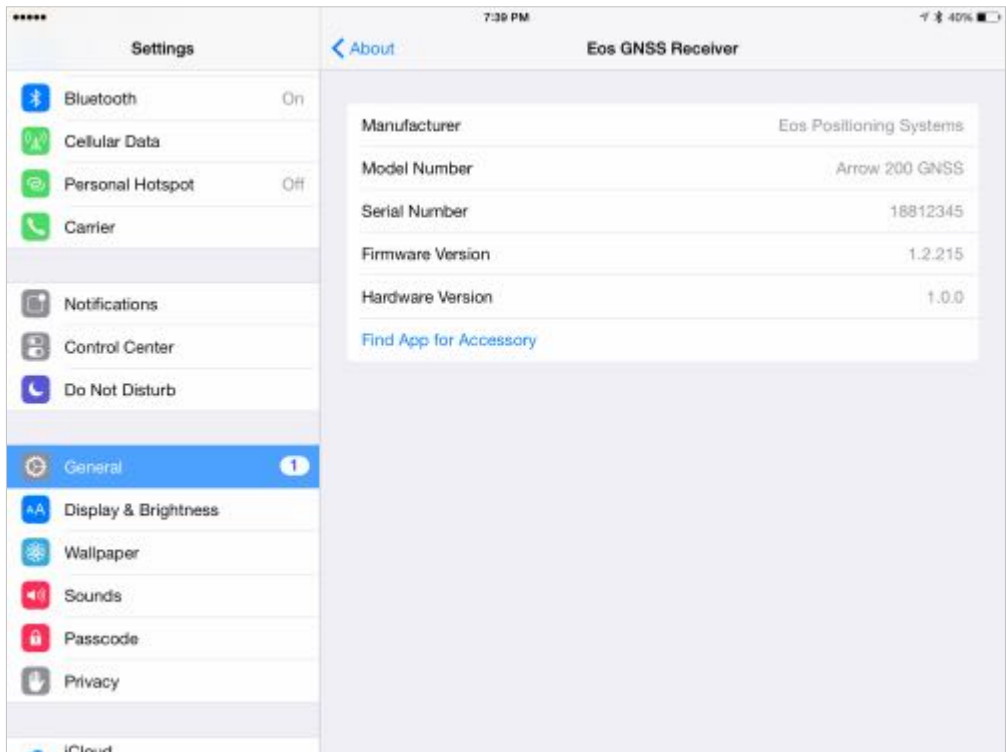 7:39 PM
40%
Settings
About
Eos GNSS Receiver
Bluetooth On
Cellular Data
Personal Hotspot Off
Carrier
Notifications
Control Center
Do Not Disturb
General 1
AA Display & Brightness
Wallpaper
Sounds
Passcode
Privacy
iCloud
Manufacturer Eos Positioning Systems
Model Number Arrow 200 GNSS
Serial Number 18812345
Firmware Version 1.2.215
Hardware Version 1.0.0
Find App for Accessory